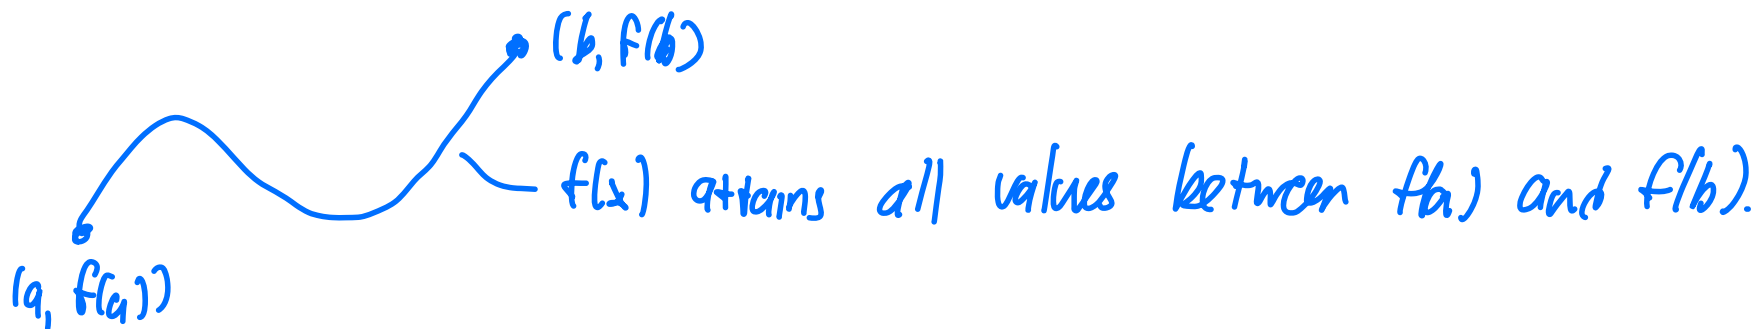 (b, f(b)
f(x) attains all values between f(a) and f(b).
(a, f(a))